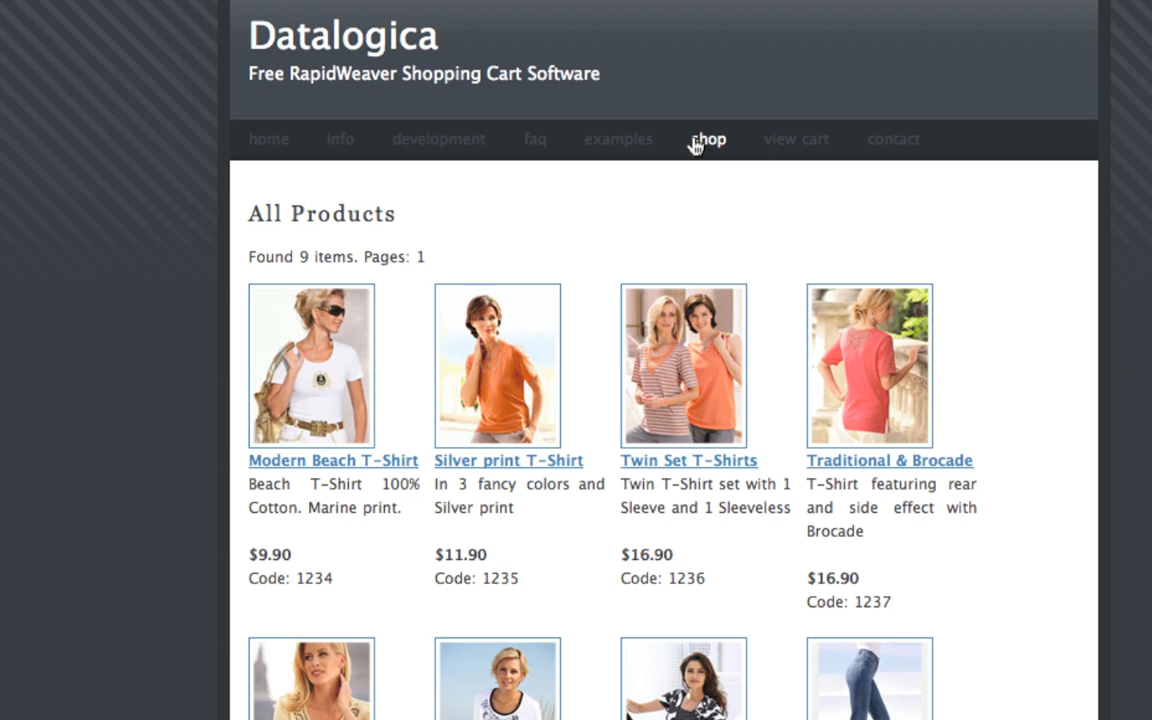 Datalogica
Free RapidWeaver Shopping Cart Software
home info development faq examples shop view cart contact
All Products
Found 9 items. Pages: 1
Modern Beach T-Shirt
Beach T-Shirt 100%
Cotton. Marine print.
$9.90
Code: 1234
Silver print T-Shirt
In 3 fancy colors and
Silver print
$11.90
Code: 1235
Twin Set T-Shirts
Twin T-Shirt set with 1
Sleeve and 1 Sleeveless
$16.90
Code: 1236
Traditional & Brocade
T-Shirt featuring rear
and side effect with
Brocade
$16.90
Code: 1237